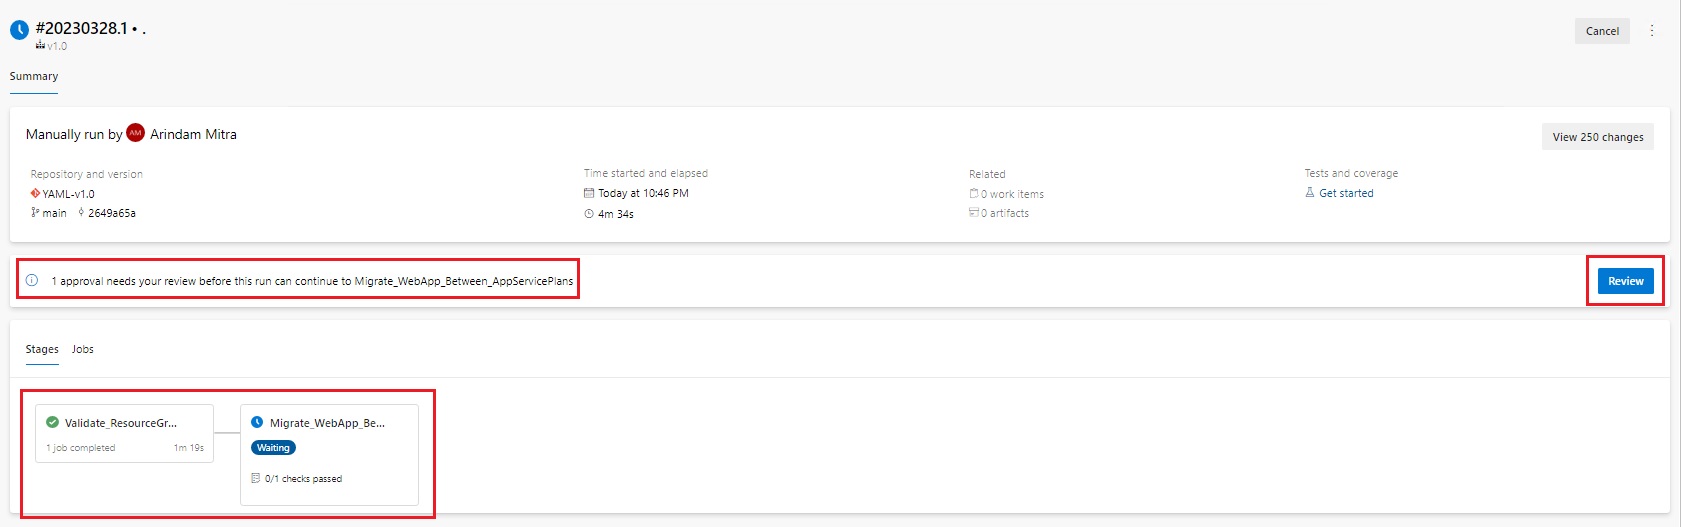 #20230328.1 • .
v1.0
Cancel
Summary
Manually run by AM Arindam Mitra
View 250 changes
Repository and version
Time started and elapsed
Related
Tests and coverage
YAML-v1.0
Today at 10:46 PM
0 work items
Get started
main 2649a65a
4m 34s
0 artifacts
1 approval needs your review before this run can continue to Migrate_WebApp_Between_AppServicePlans
Review
Stages Jobs
Validate_ResourceGr...
1 job completed 1m 19s
Migrate_WebApp_Be...
Waiting
0/1 checks passed